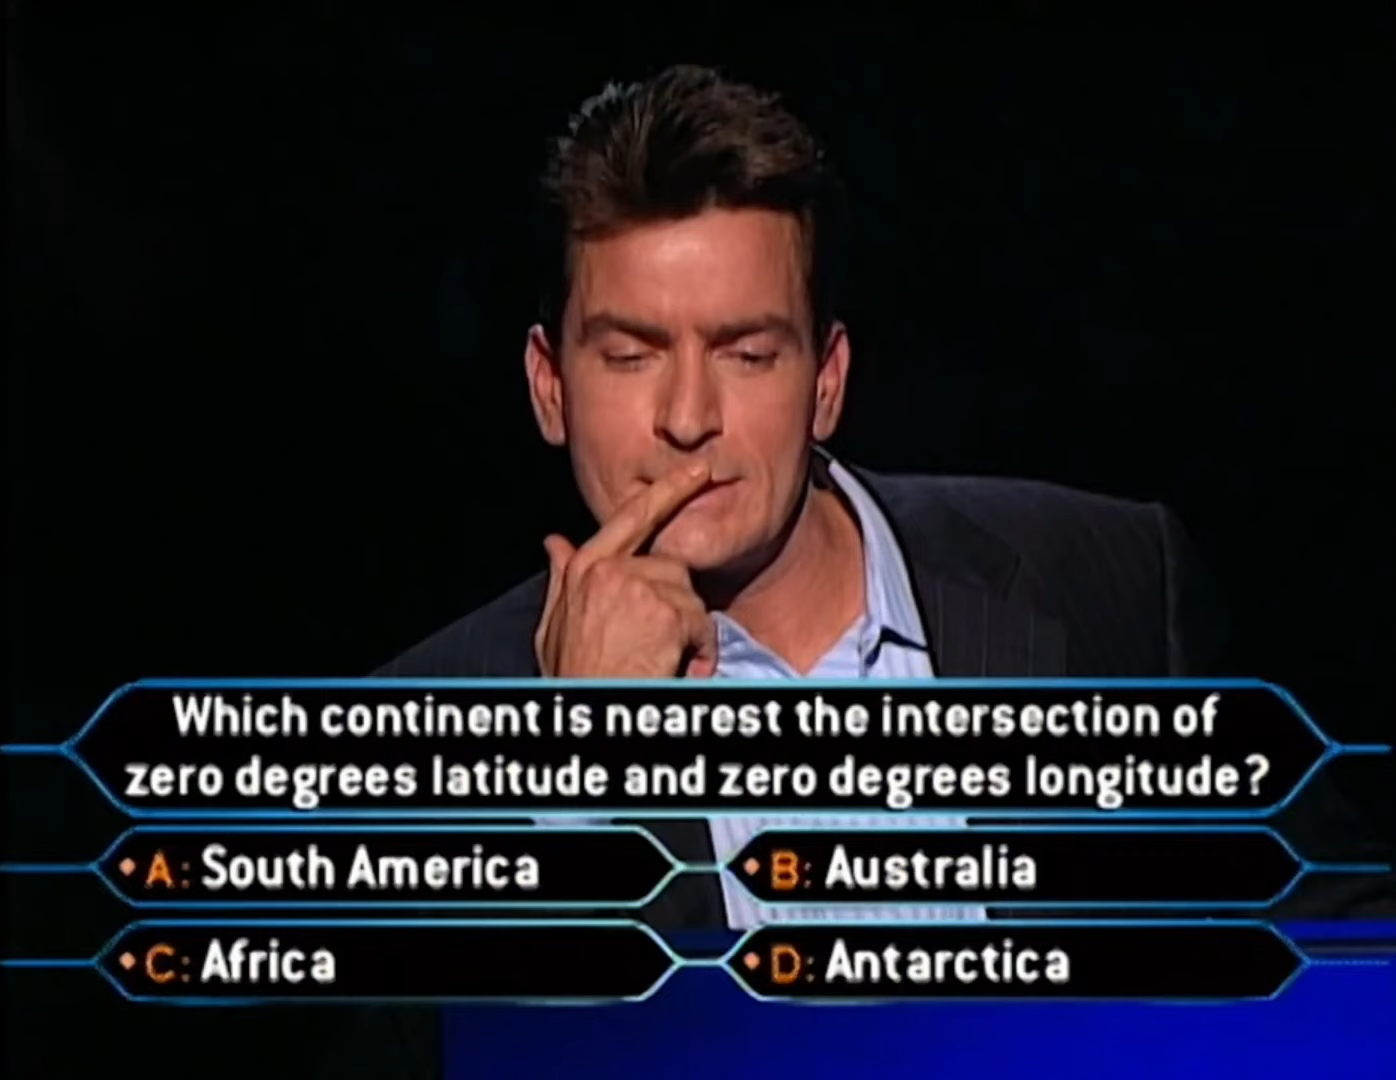 Which continent is nearest the intersection of
zero degrees latitude and zero degrees longitude?
A: South America
B: Australia
C: Africa
D: Antarctica